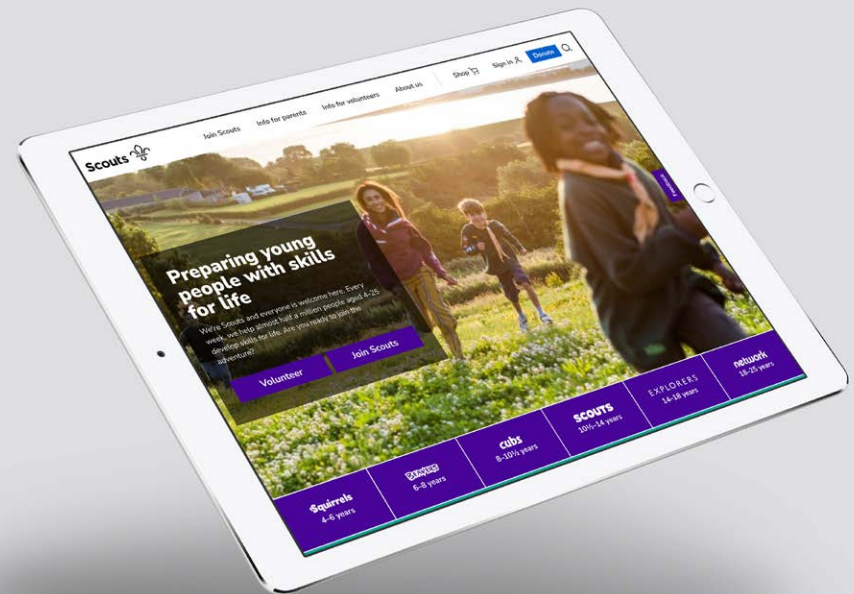 Scouts
Join Scouts
Info for parents
Info for volunteers
About us
Shop
Sign in
Donate
Feedback
Preparing young
people with skills
for life
We're Scouts and everyone is welcome here. Every
week, we help almost half a million people aged 4-25
develop skills for life. Are you ready to join the
adventure?
Volunteer
Join Scouts
Squirrels
4-6 years
BEAVERS
6-8 years
cubs
8-10½ years
SCOUTS
10½-14 years
EXPLORERS
14-18 years
network
18-25 years